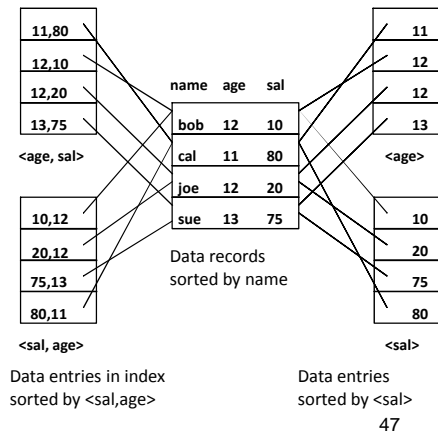 11,80
12,10
12,20
13,75
<age, sal>
10,12
20,12
75,13
80,11
<sal, age>
Data entries in index
sorted by <sal,age>
name age sal
bob 12 10
cal 11 80
joe 12 20
sue 13 75
Data records
sorted by name
11
12
12
13
<age>
10
20
75
80
<sal>
Data entries
sorted by <sal>
47